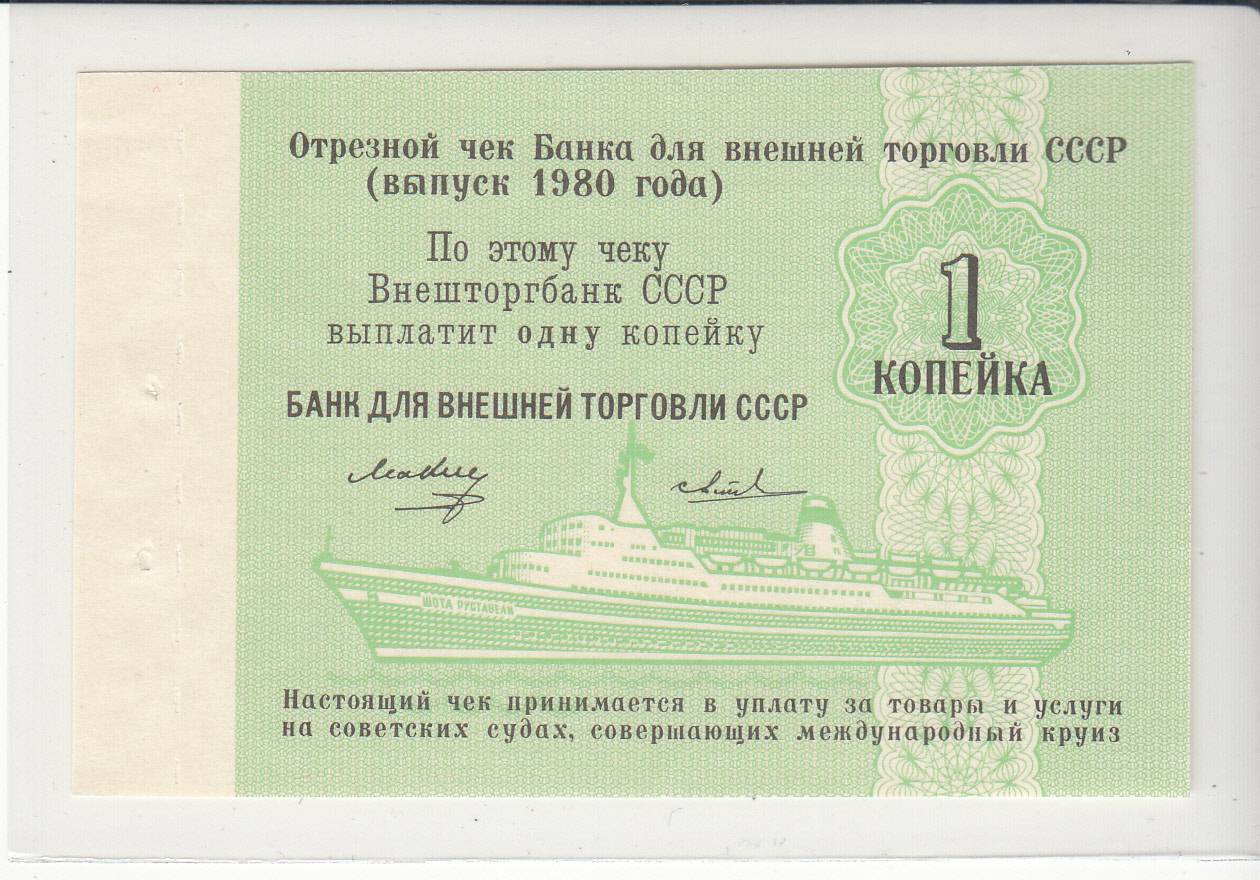 Отрезной чек Банка для внешней торговли СССР
(выпуск 1980 года)
1
КОПЕЙКА
По этому чеку
Внешторгбанк СССР
выплатит одну копейку
БАНК ДЛЯ ВНЕШНЕЙ ТОРГОВЛИ СССР
ШОТА РУСТАВЕЛИ
Настоящий чек принимается в уплату за товары и услуги
на советских судах, совершающих международный круиз